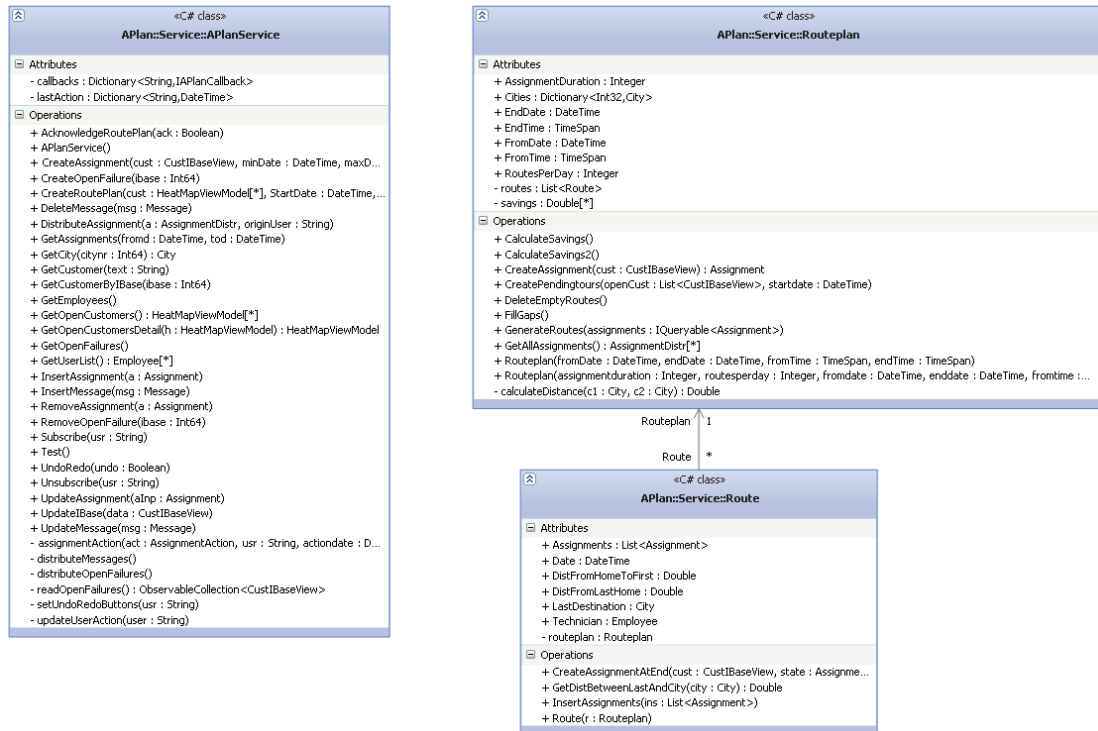 «C# class»
APlan::Service::APlanService
Attributes
- callbacks : Dictionary<String,IAPlanCallback>
- lastAction : Dictionary<String,DateTime>
Operations
+ AcknowledgeRoutePlan(ack : Boolean)
+ APlanService()
+ CreateAssignment(cust : CustIBaseView, minDate : DateTime, maxD...
+ CreateOpenFailure(ibase : Int64)
+ CreateRoutePlan(cust : HeatMapViewModel[*], StartDate : DateTime,...
+ DeleteMessage(msg : Message)
+ DistributeAssignment(a : AssignmentDistr, originUser : String)
+ GetAssignments(fromd : DateTime, tod : DateTime)
+ GetCity(citynr : Int64) : City
+ GetCustomer(text : String)
+ GetCustomerByIBase(ibase : Int64)
+ GetEmployees()
+ GetOpenCustomers() : HeatMapViewModel[*]
+ GetOpenCustomersDetail(h : HeatMapViewModel) : HeatMapViewModel
+ GetOpenFailures()
+ GetUserList() : Employee[*]
+ InsertAssignment(a : Assignment)
+ InsertMessage(msg : Message)
+ RemoveAssignment(a : Assignment)
+ RemoveOpenFailure(ibase : Int64)
+ Subscribe(usr : String)
+ Test()
+ UndoRedo(undo : Boolean)
+ Unsubscribe(usr : String)
+ UpdateAssignment(aInp : Assignment)
+ UpdateIBase(data : CustIBaseView)
+ UpdateMessage(msg : Message)
- assignmentAction(act : AssignmentAction, usr : String, actiondate : D...
- distributeMessages()
- distributeOpenFailures()
- readOpenFailures() : ObservableCollection<CustIBaseView>
- setUndoRedoButtons(usr : String)
- updateUserAction(user : String)
«C# class»
APlan::Service::Routeplan
Attributes
+ AssignmentDuration : Integer
+ Cities : Dictionary<Int32,City>
+ EndDate : DateTime
+ EndTime : TimeSpan
+ FromDate : DateTime
+ FromTime : TimeSpan
+ RoutesPerDay : Integer
- routes : List<Route>
- savings : Double[*]
Operations
+ CalculateSavings()
+ CalculateSavings2()
+ CreateAssignment(cust : CustIBaseView) : Assignment
+ CreatePendingtours(openCust : List<CustIBaseView>, startdate : DateTime)
+ DeleteEmptyRoutes()
+ FillGaps()
+ GenerateRoutes(assignments : IQueryable<Assignment>)
+ GetAllAssignments() : AssignmentDistr[*]
+ Routeplan(fromDate : DateTime, endDate : DateTime, fromTime : TimeSpan, endTime : TimeSpan)
+ Routeplan(assignmentduration : Integer, routesperday : Integer, fromdate : DateTime, enddate : DateTime, fromtime :...
- calculateDistance(c1 : City, c2 : City) : Double
Routeplan 1
Route *
«C# class»
APlan::Service::Route
Attributes
+ Assignments : List<Assignment>
+ Date : DateTime
+ DistFromHomeToFirst : Double
+ DistFromLastHome : Double
+ LastDestination : City
+ Technician : Employee
- routeplan : Routeplan
Operations
+ CreateAssignmentAtEnd(cust : CustIBaseView, state : Assignme...
+ GetDistBetweenLastAndCity(city : City) : Double
+ InsertAssignments(ins : List<Assignment>)
+ Route(r : Routeplan)